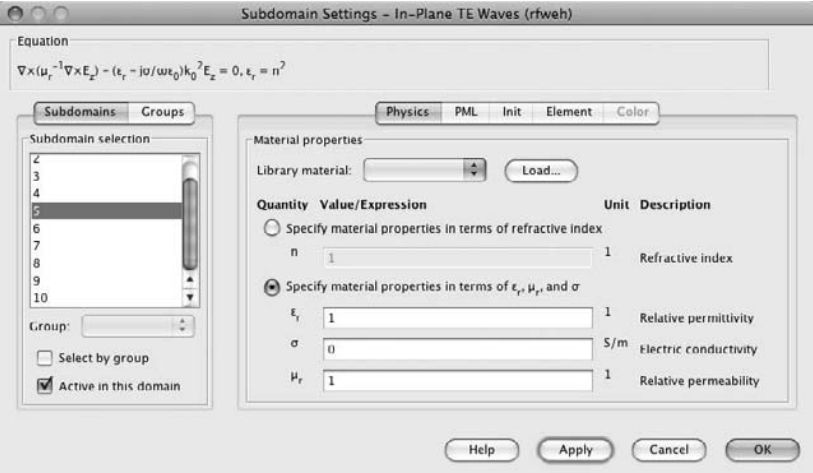 Subdomain Settings – In-Plane TE Waves (rfweh)
Equation
∇×(μr⁻¹∇×Ez) – (εr – jσ/ωε0)k0²Ez = 0, εr = n²
Subdomains Groups
Subdomain selection
2
3
4
5
6
7
8
9
10
Group:
Select by group
Active in this domain
Physics PML Init Element Color
Material properties
Library material: Load...
Quantity Value/Expression Unit Description
Specify material properties in terms of refractive index
n 1 1 Refractive index
Specify material properties in terms of εr, μr, and σ
εr 1 1 Relative permittivity
σ 0 S/m Electric conductivity
μr 1 1 Relative permeability
Help Apply Cancel OK